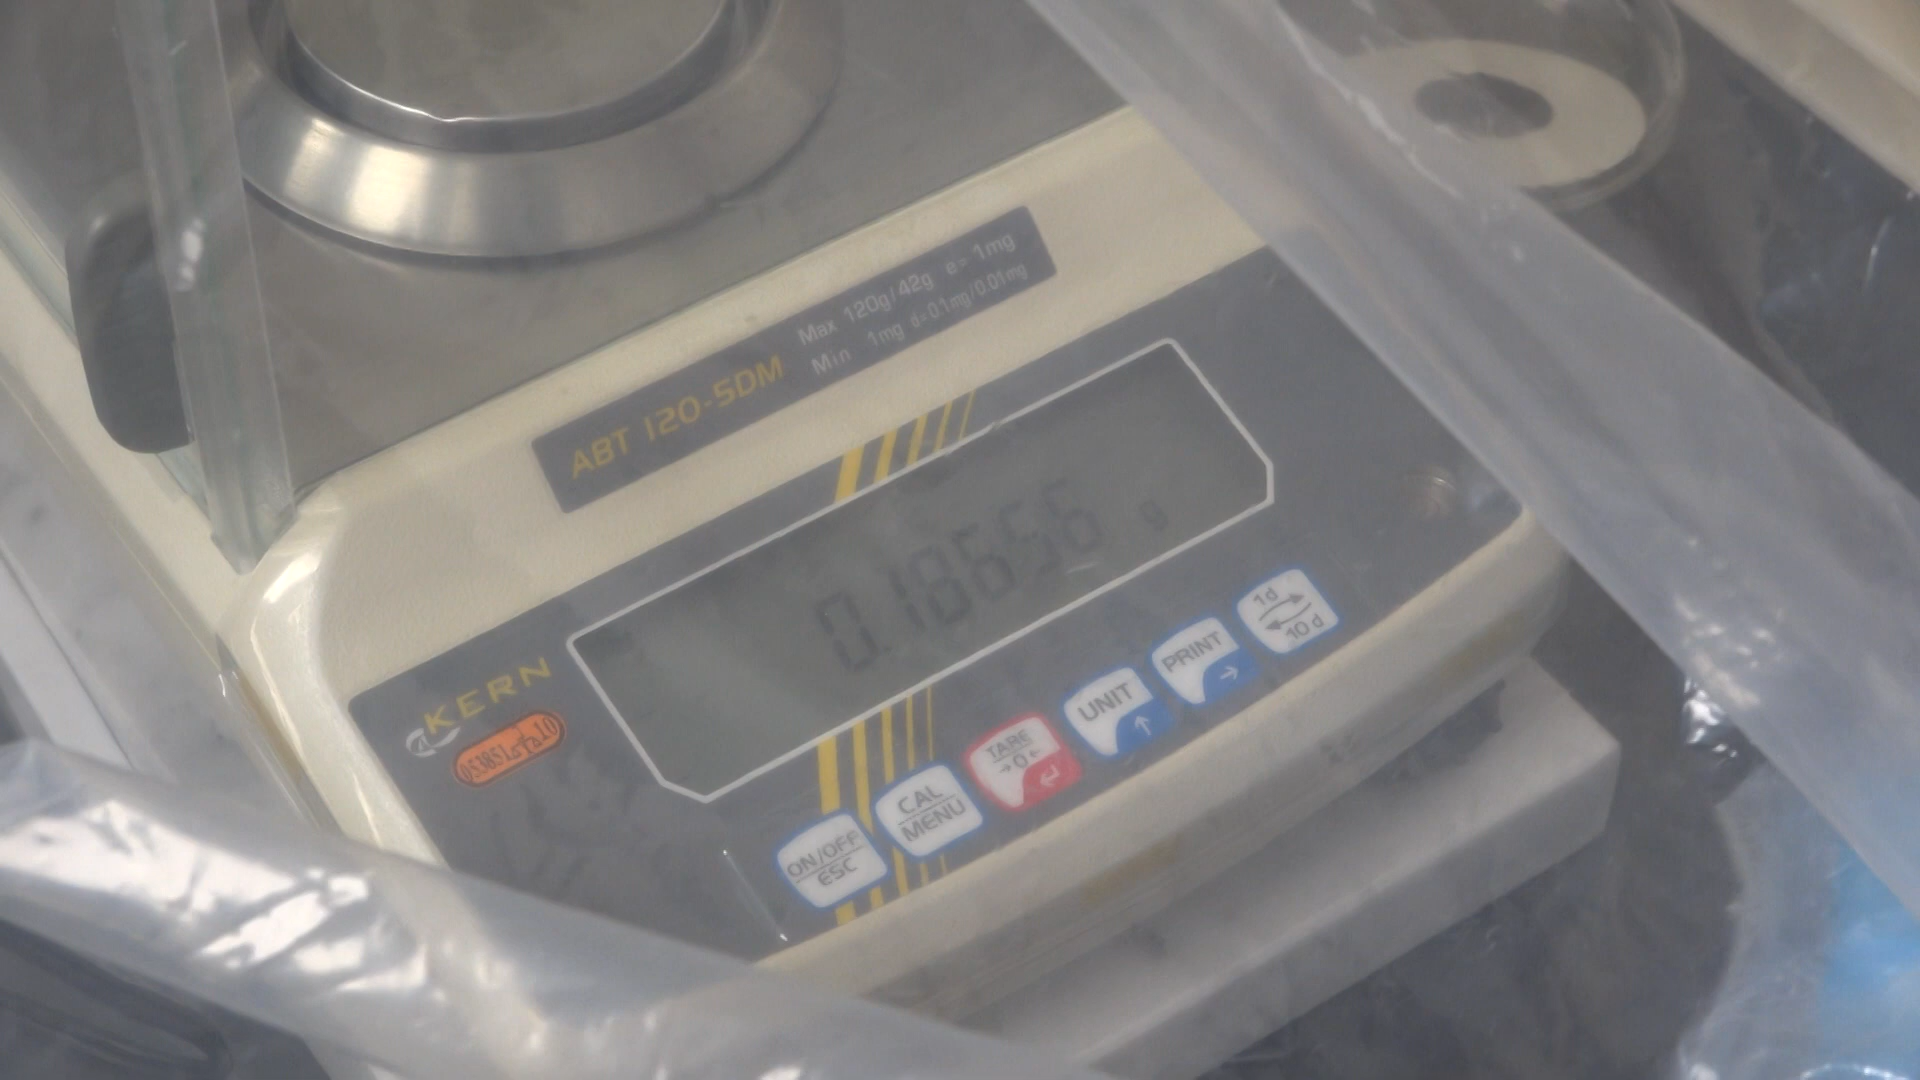 ABT 120-5DM
Max 120g/42g e=1mg
Min 1mg d=0.1mg/0.01mg
0.18656 g
KERN
ON/OFF
ESC
CAL
MENU
TARE
→0←
UNIT
PRINT
1d
10d